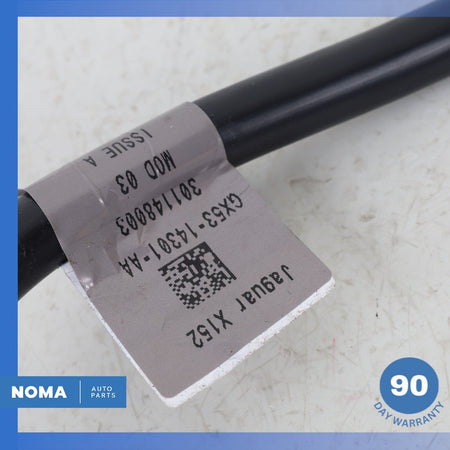 Jaguar X152
GX53-14301-AA
301148003
MOD 03
ISSUE A
NOMA
AUTO
PARTS
90
DAY WARRANTY